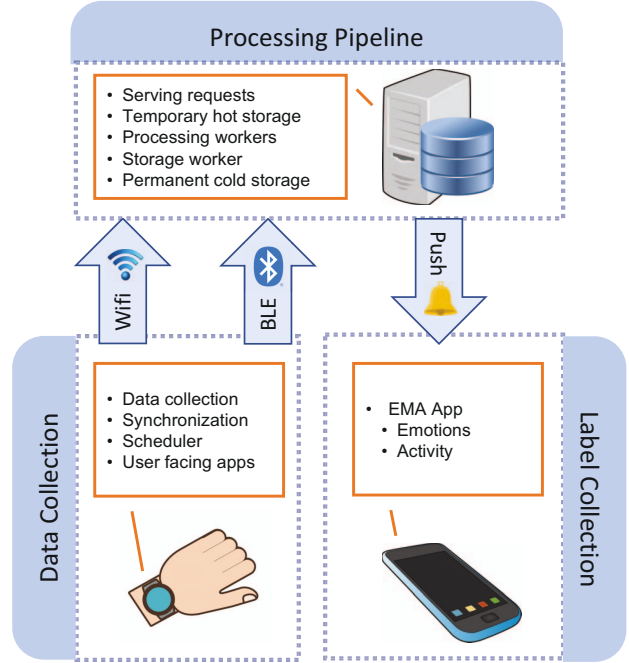 Processing Pipeline
• Serving requests
• Temporary hot storage
• Processing workers
• Storage worker
• Permanent cold storage
Wifi
BLE
Push
Data Collection
• Data collection
• Synchronization
• Scheduler
• User facing apps
• EMA App
• Emotions
• Activity
Label Collection